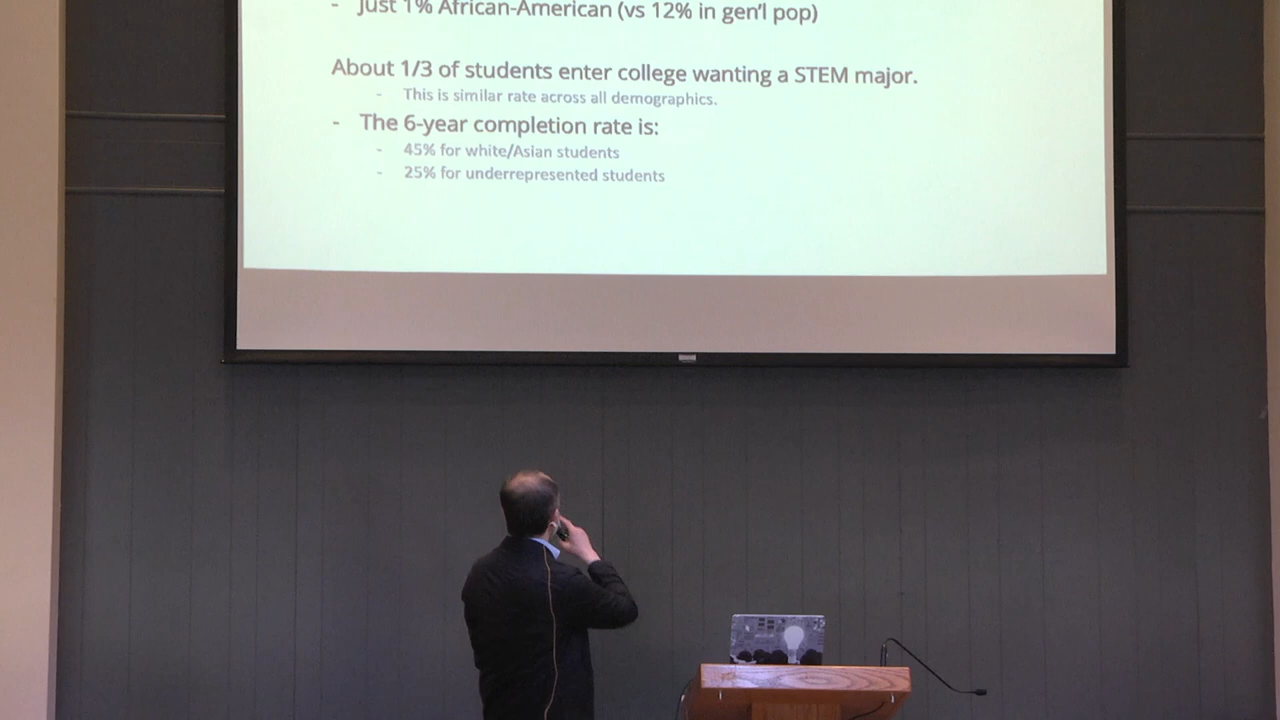 - Just 1% African-American (vs 12% in gen'l pop)
About 1/3 of students enter college wanting a STEM major.
- This is similar rate across all demographics.
- The 6-year completion rate is:
- 45% for white/Asian students
- 25% for underrepresented students